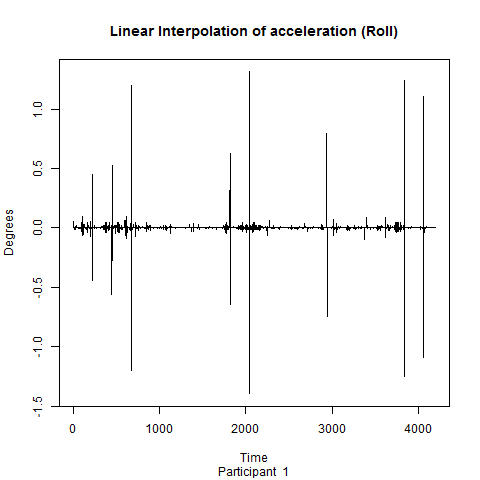 Linear Interpolation of acceleration (Roll)
Degrees
1.0
0.5
0.0
-0.5
-1.0
-1.5
0 1000 2000 3000 4000
Time
Participant 1